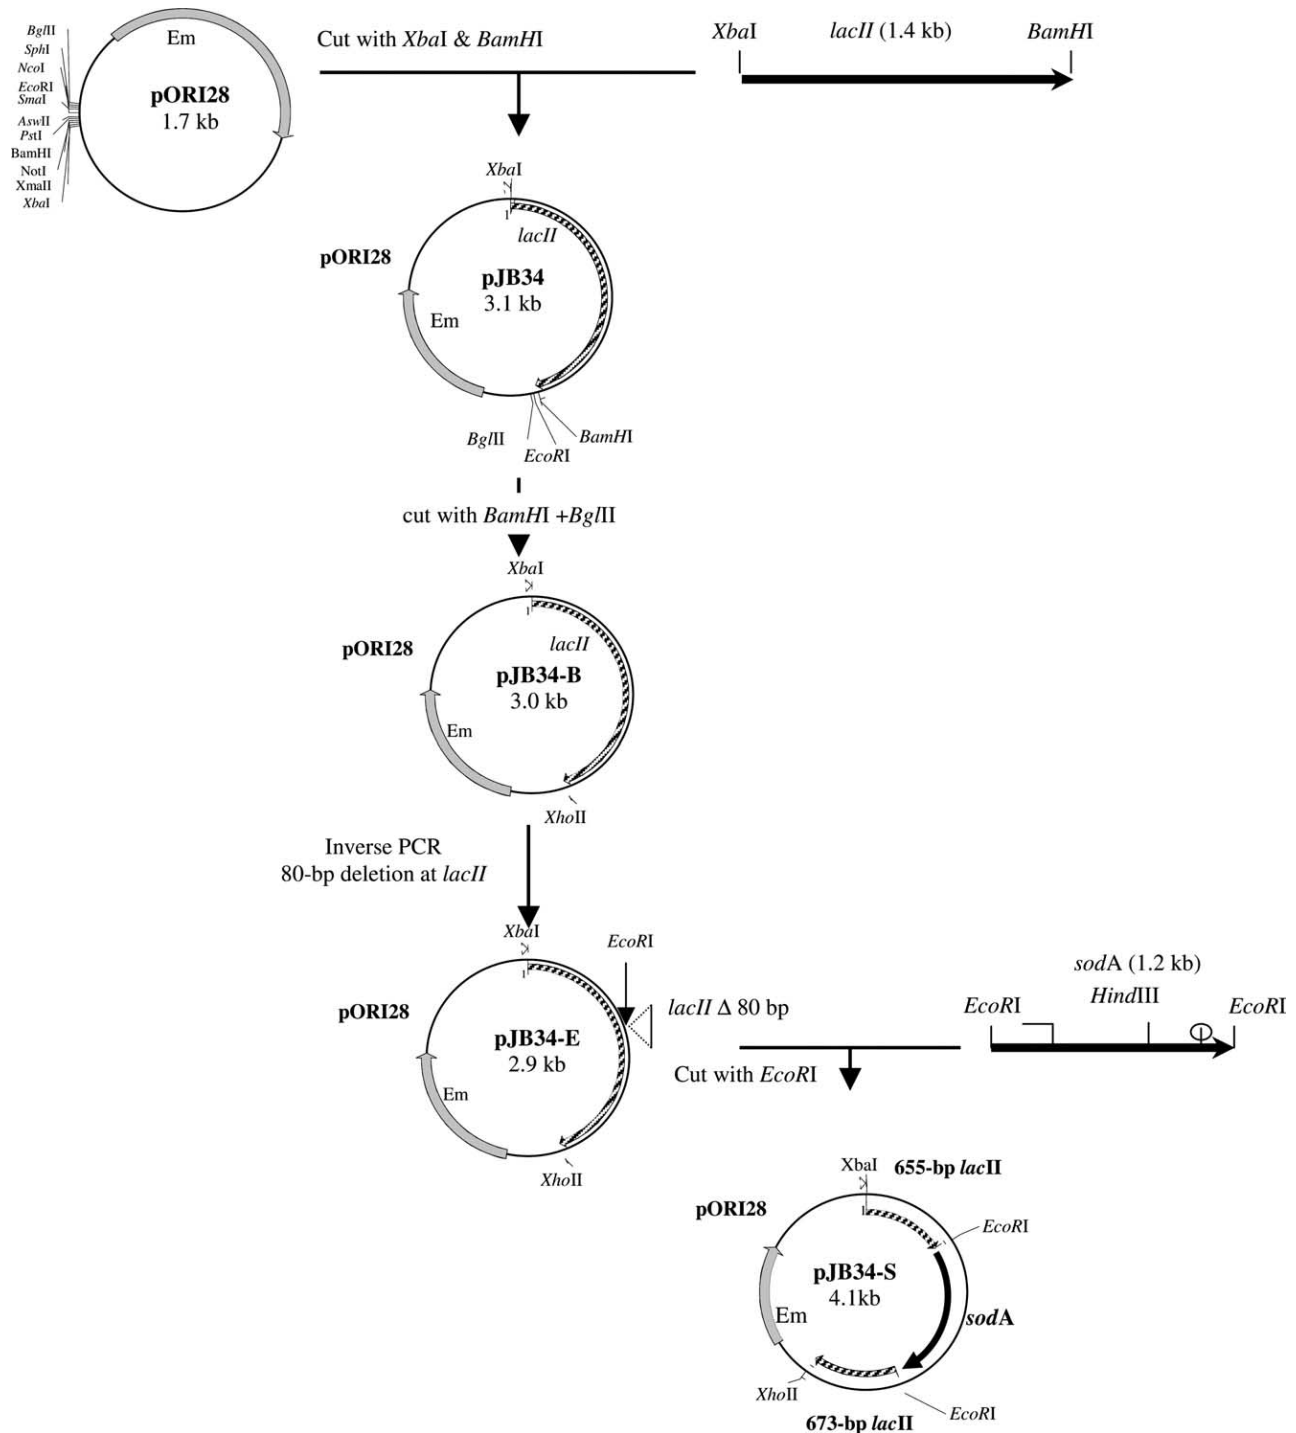 BglII
SphI
NcoI
EcoRI
SmaI
AswII
PstI
BamHI
NotI
XmaII
XbaI
Em
pORI28
1.7 kb
Cut with XbaI & BamHI
XbaI
lacII (1.4 kb)
BamHI
XbaI
1
lacII
pORI28
pJB34
3.1 kb
Em
BglII
EcoRI
BamHI
cut with BamHI +BglII
XbaI
1
lacII
pORI28
pJB34-B
3.0 kb
Em
XhoII
Inverse PCR
80-bp deletion at lacII
XbaI
1
EcoRI
pORI28
lacII Δ 80 bp
pJB34-E
2.9 kb
Em
XhoII
sodA (1.2 kb)
HindIII
EcoRI
EcoRI
Cut with EcoRI
XbaI
655-bp lacII
1
pORI28
EcoRI
pJB34-S
4.1kb
Em
sodA
XhoII
EcoRI
673-bp lacII